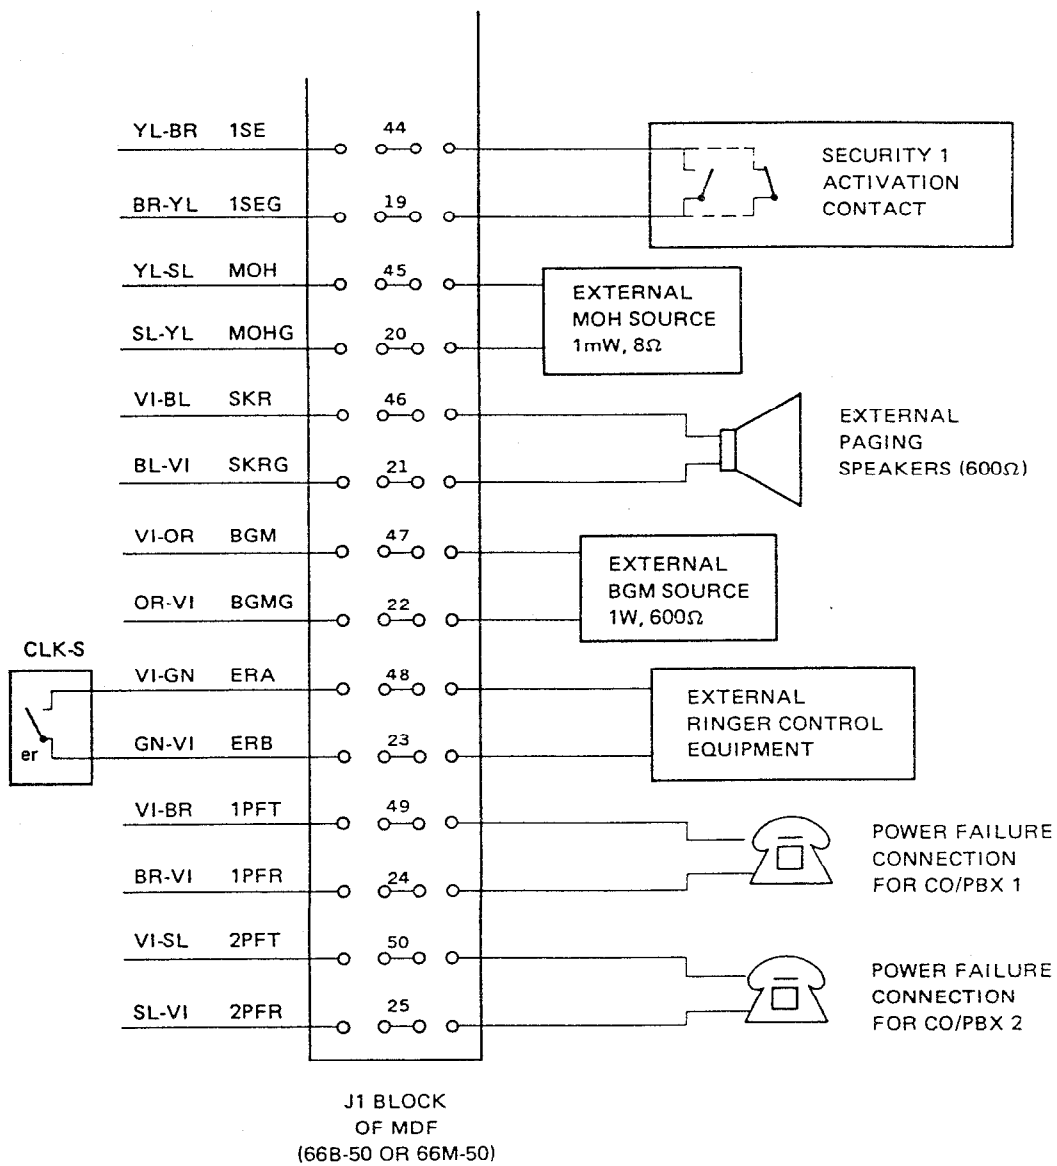 YL-BR 1SE 44
SECURITY 1
ACTIVATION
CONTACT
BR-YL 1SEG 19
YL-SL MOH 45
EXTERNAL
MOH SOURCE
1mW, 8Ω
SL-YL MOHG 20
VI-BL SKR 46
EXTERNAL
PAGING
SPEAKERS (600Ω)
BL-VI SKRG 21
VI-OR BGM 47
EXTERNAL
BGM SOURCE
1W, 600Ω
OR-VI BGMG 22
CLK-S
er
VI-GN ERA 48
EXTERNAL
RINGER CONTROL
EQUIPMENT
GN-VI ERB 23
VI-BR 1PFT 49
POWER FAILURE
CONNECTION
FOR CO/PBX 1
BR-VI 1PFR 24
VI-SL 2PFT 50
POWER FAILURE
CONNECTION
FOR CO/PBX 2
SL-VI 2PFR 25
J1 BLOCK
OF MDF
(66B-50 OR 66M-50)